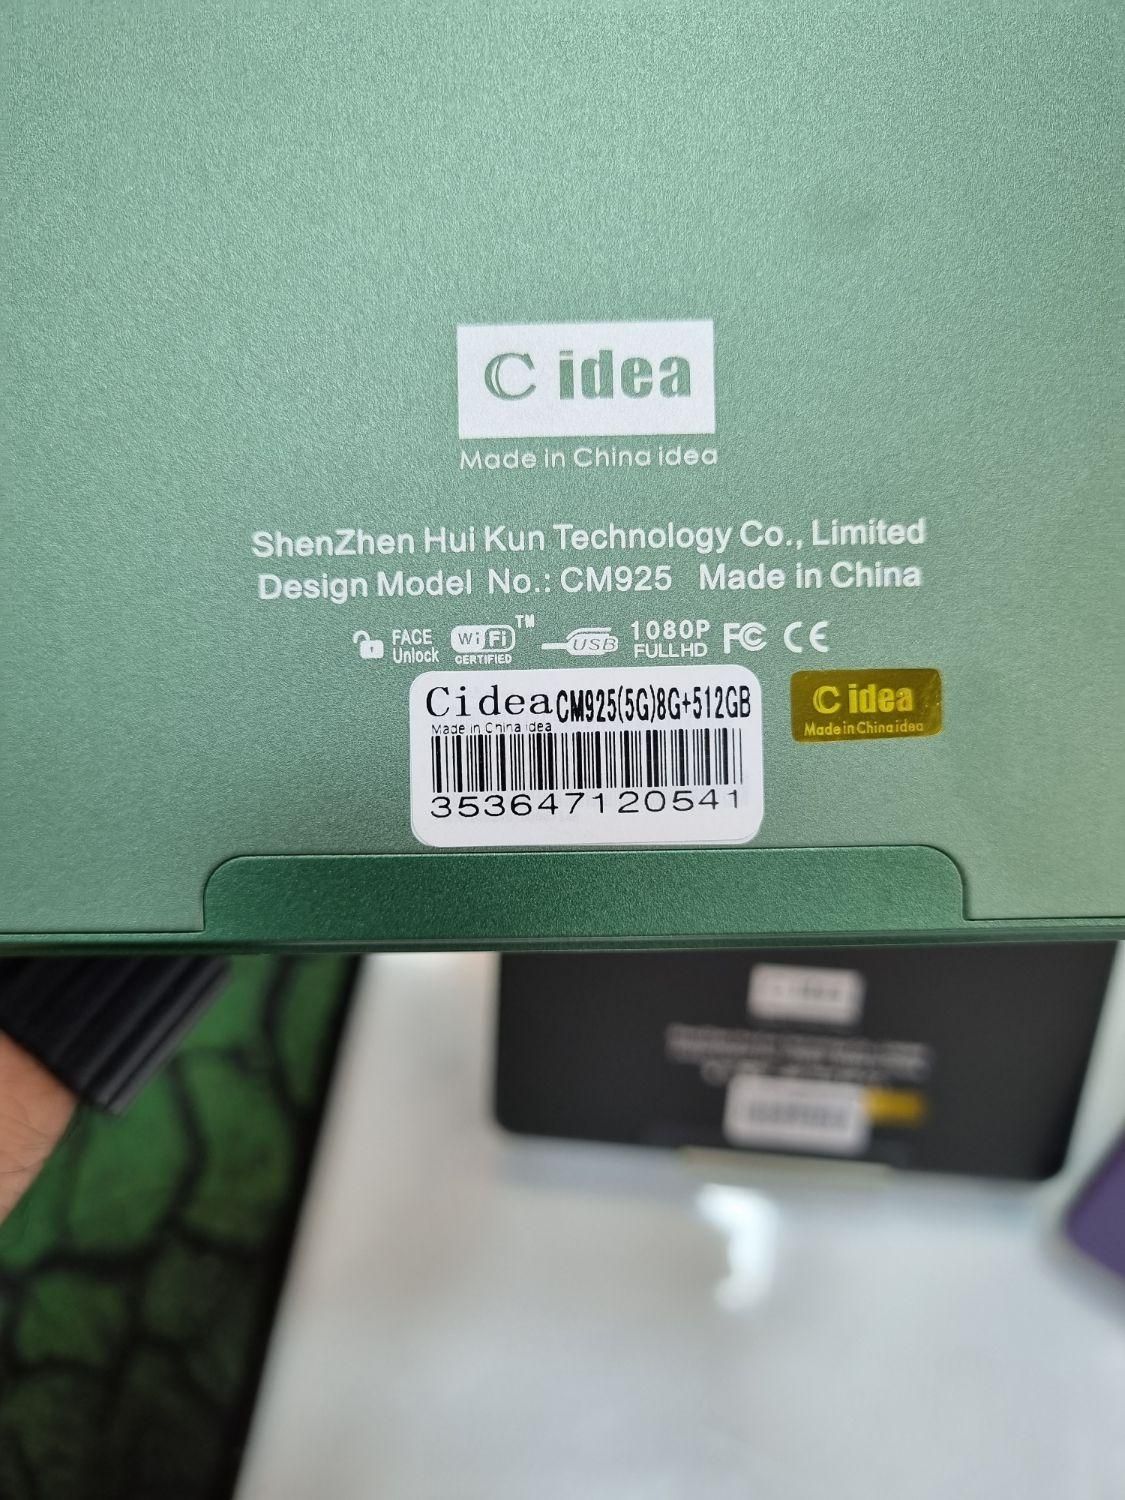 C idea
Made in China idea
ShenZhen Hui Kun Technology Co., Limited
Design Model No.: CM925 Made in China
FACE Unlock
WiFi TM CERTIFIED
USB
1080P FULLHD
FC CE
Cidea CM925(5G)8G+512GB
Made in China idea
353647120541
C idea
Made in China idea